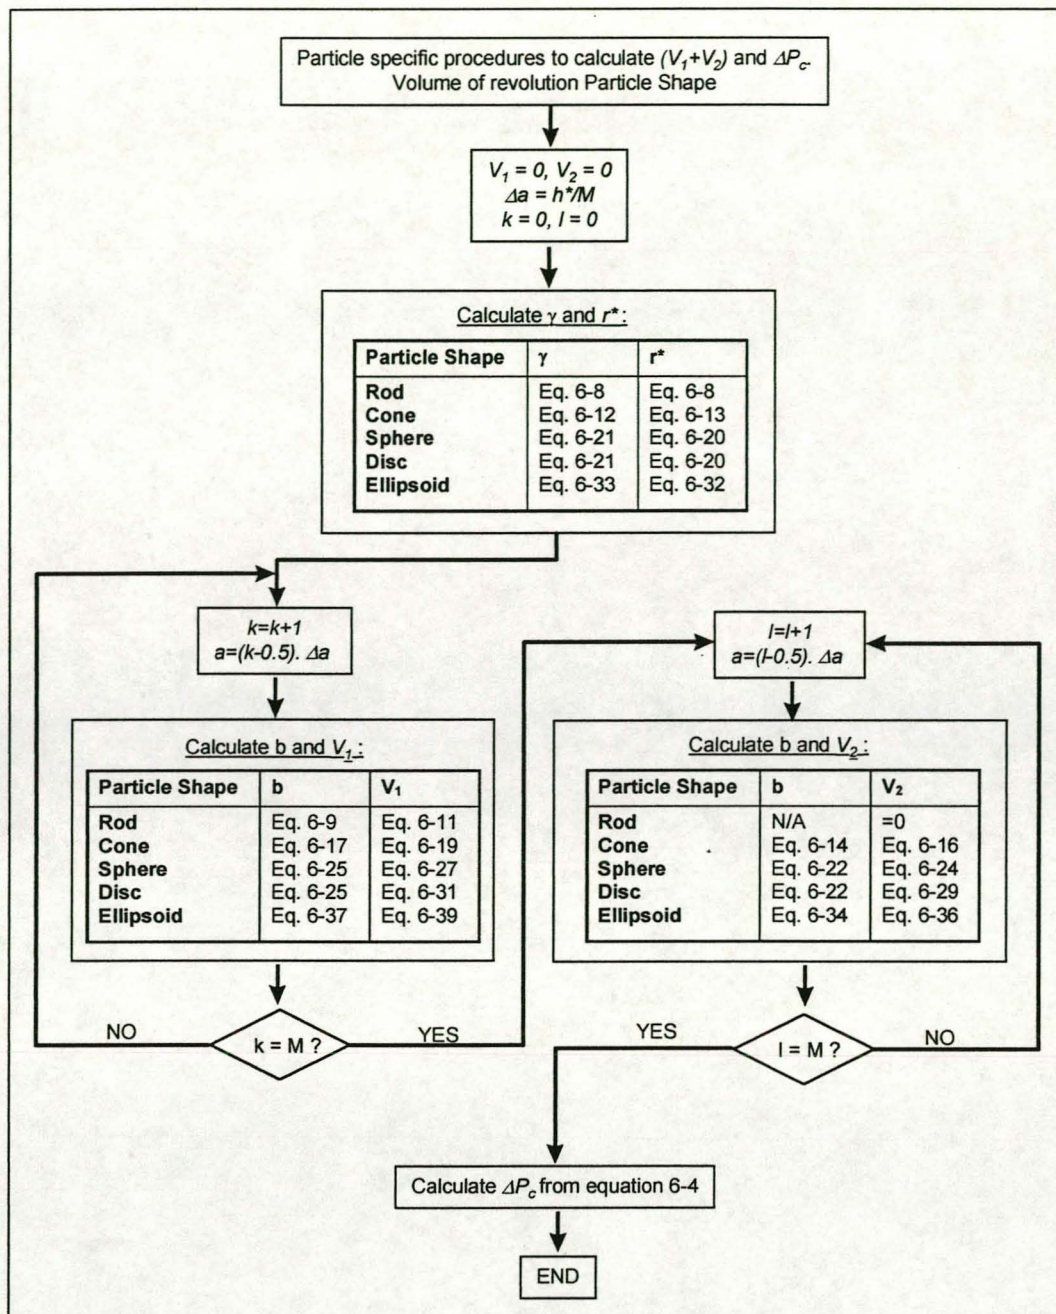 Particle specific procedures to calculate (V₁+V₂) and ΔP꜀.
Volume of revolution Particle Shape
V₁ = 0, V₂ = 0
Δa = h*/M
k = 0, l = 0
Calculate γ and r*:
Particle Shape γ r*
Rod Eq. 6-8 Eq. 6-8
Cone Eq. 6-12 Eq. 6-13
Sphere Eq. 6-21 Eq. 6-20
Disc Eq. 6-21 Eq. 6-20
Ellipsoid Eq. 6-33 Eq. 6-32
k=k+1
a=(k-0.5). Δa
l=l+1
a=(l-0.5). Δa
Calculate b and V₁:
Particle Shape b V₁
Rod Eq. 6-9 Eq. 6-11
Cone Eq. 6-17 Eq. 6-19
Sphere Eq. 6-25 Eq. 6-27
Disc Eq. 6-25 Eq. 6-31
Ellipsoid Eq. 6-37 Eq. 6-39
Calculate b and V₂:
Particle Shape b V₂
Rod N/A =0
Cone Eq. 6-14 Eq. 6-16
Sphere Eq. 6-22 Eq. 6-24
Disc Eq. 6-22 Eq. 6-29
Ellipsoid Eq. 6-34 Eq. 6-36
NO
k = M ?
YES
YES
l = M ?
NO
Calculate ΔP꜀ from equation 6-4
END